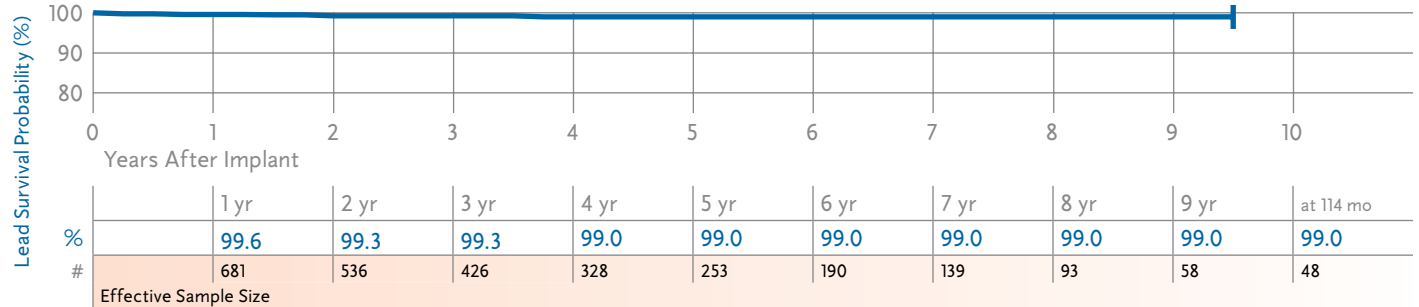 Lead Survival Probability (%)
100
90
80
0 1 2 3 4 5 6 7 8 9 10
Years After Implant
1 yr 2 yr 3 yr 4 yr 5 yr 6 yr 7 yr 8 yr 9 yr at 114 mo
% 99.6 99.3 99.3 99.0 99.0 99.0 99.0 99.0 99.0 99.0
# 681 536 426 328 253 190 139 93 58 48
Effective Sample Size